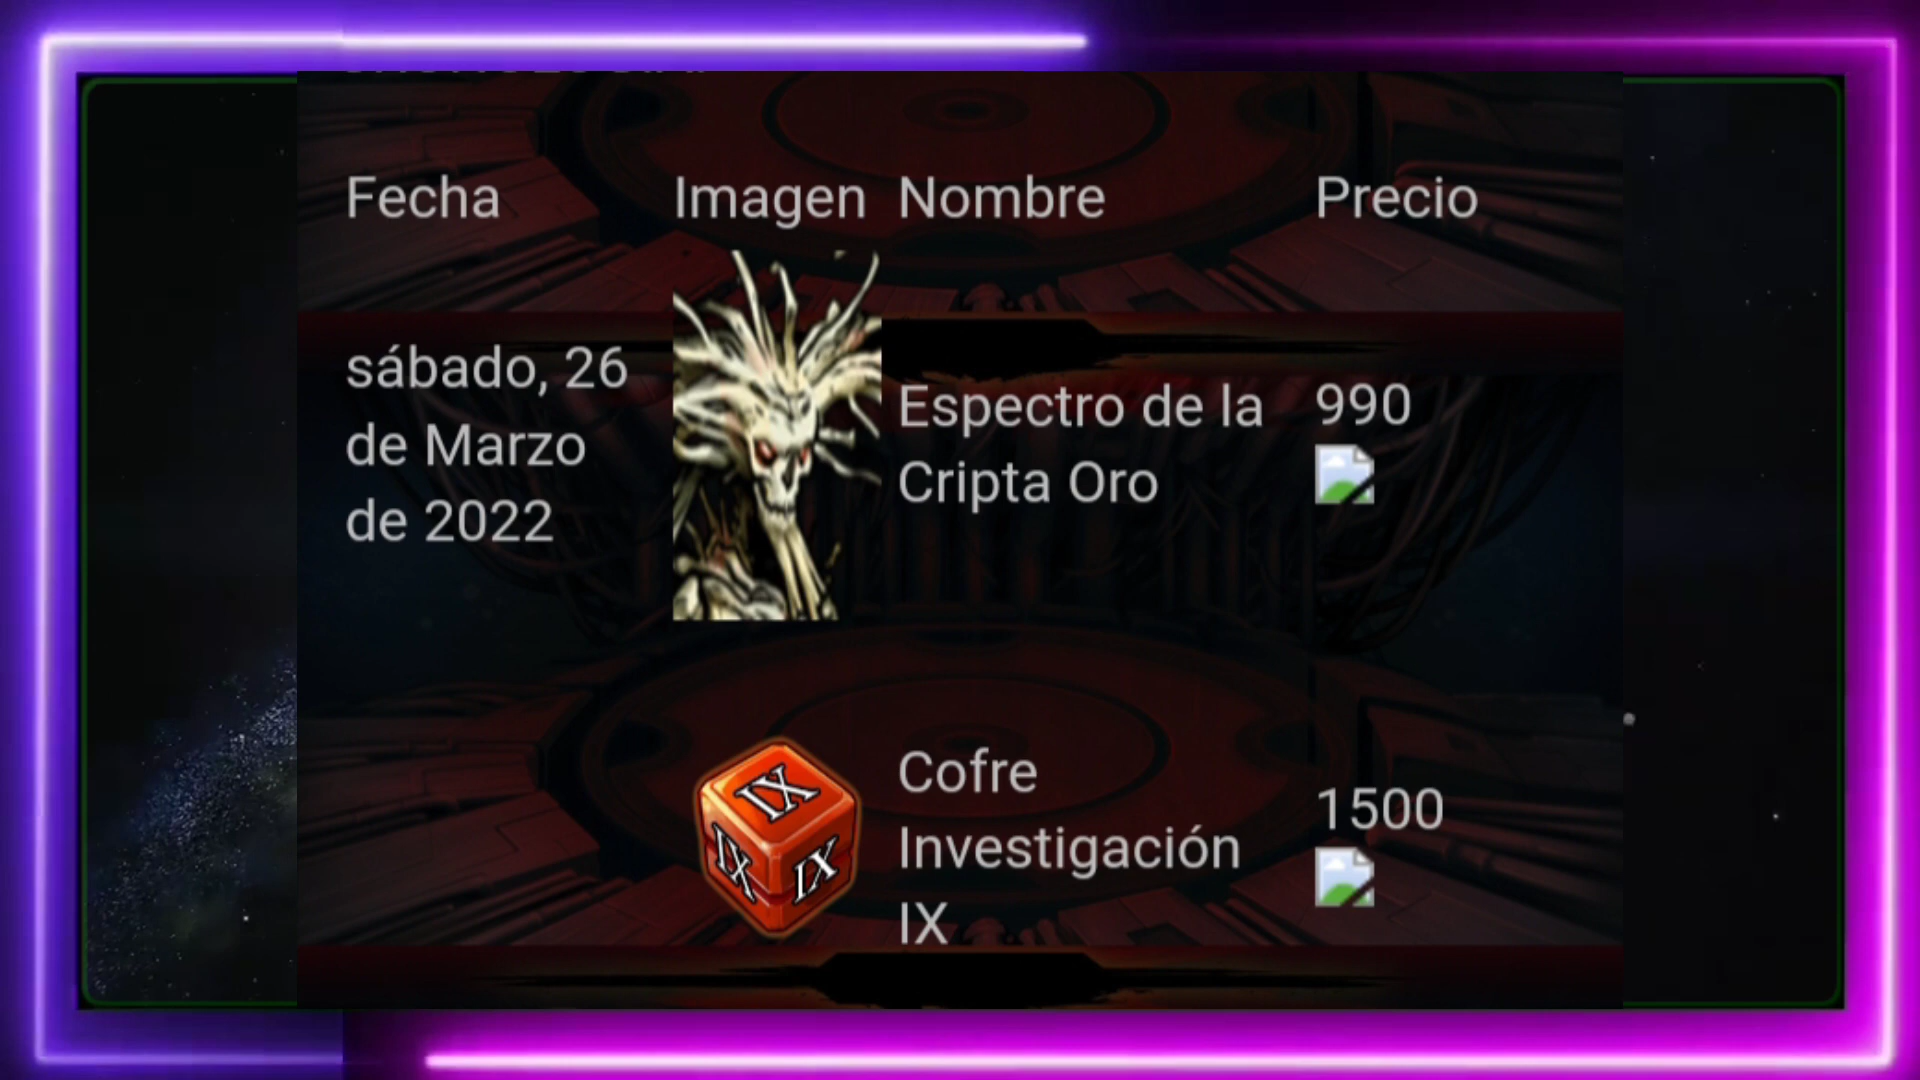 Fecha Imagen Nombre Precio
sábado, 26
de Marzo
de 2022
Espectro de la
Cripta Oro
990
IX
IX
IX
Cofre
Investigación
IX
1500